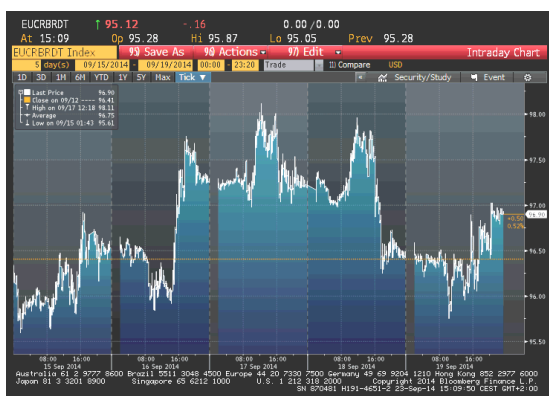 EUCRBRDT ↑ 95.12 -.16 0.00/0.00
At 15:09 Op 95.28 Hi 95.87 Lo 95.05 Prev 95.28
EUCRBRDT Index 99) Save As 96) Actions 97) Edit Intraday Chart
5 day(s) 09/15/2014 - 09/19/2014 00:00 - 23:20 Trade Compare USD
1D 3D 1M 6M YTD 1Y 5Y Max Tick ▼ « Security/Study Event
Last Price 96.90
Close on 09/12 ---- 96.41
High on 09/17 12:18 98.11
Average 96.75
Low on 09/15 01:43 95.61
98.00
97.50
97.00
96.90
+0.50
0.52%
96.50
96.00
95.50
08:00 16:00 08:00 16:00 08:00 16:00 08:00 16:00 08:00 16:00
15 Sep 2014 16 Sep 2014 17 Sep 2014 18 Sep 2014 19 Sep 2014
Australia 61 2 9777 8600 Brazil 5511 3048 4500 Europe 44 20 7330 7500 Germany 49 69 9204 1210 Hong Kong 852 2977 6000
Japan 81 3 3201 8900 Singapore 65 6212 1000 U.S. 1 212 318 2000 Copyright 2014 Bloomberg Finance L.P.
SN 870481 H191-4651-2 23-Sep-14 15:09:50 CEST GMT+2:00